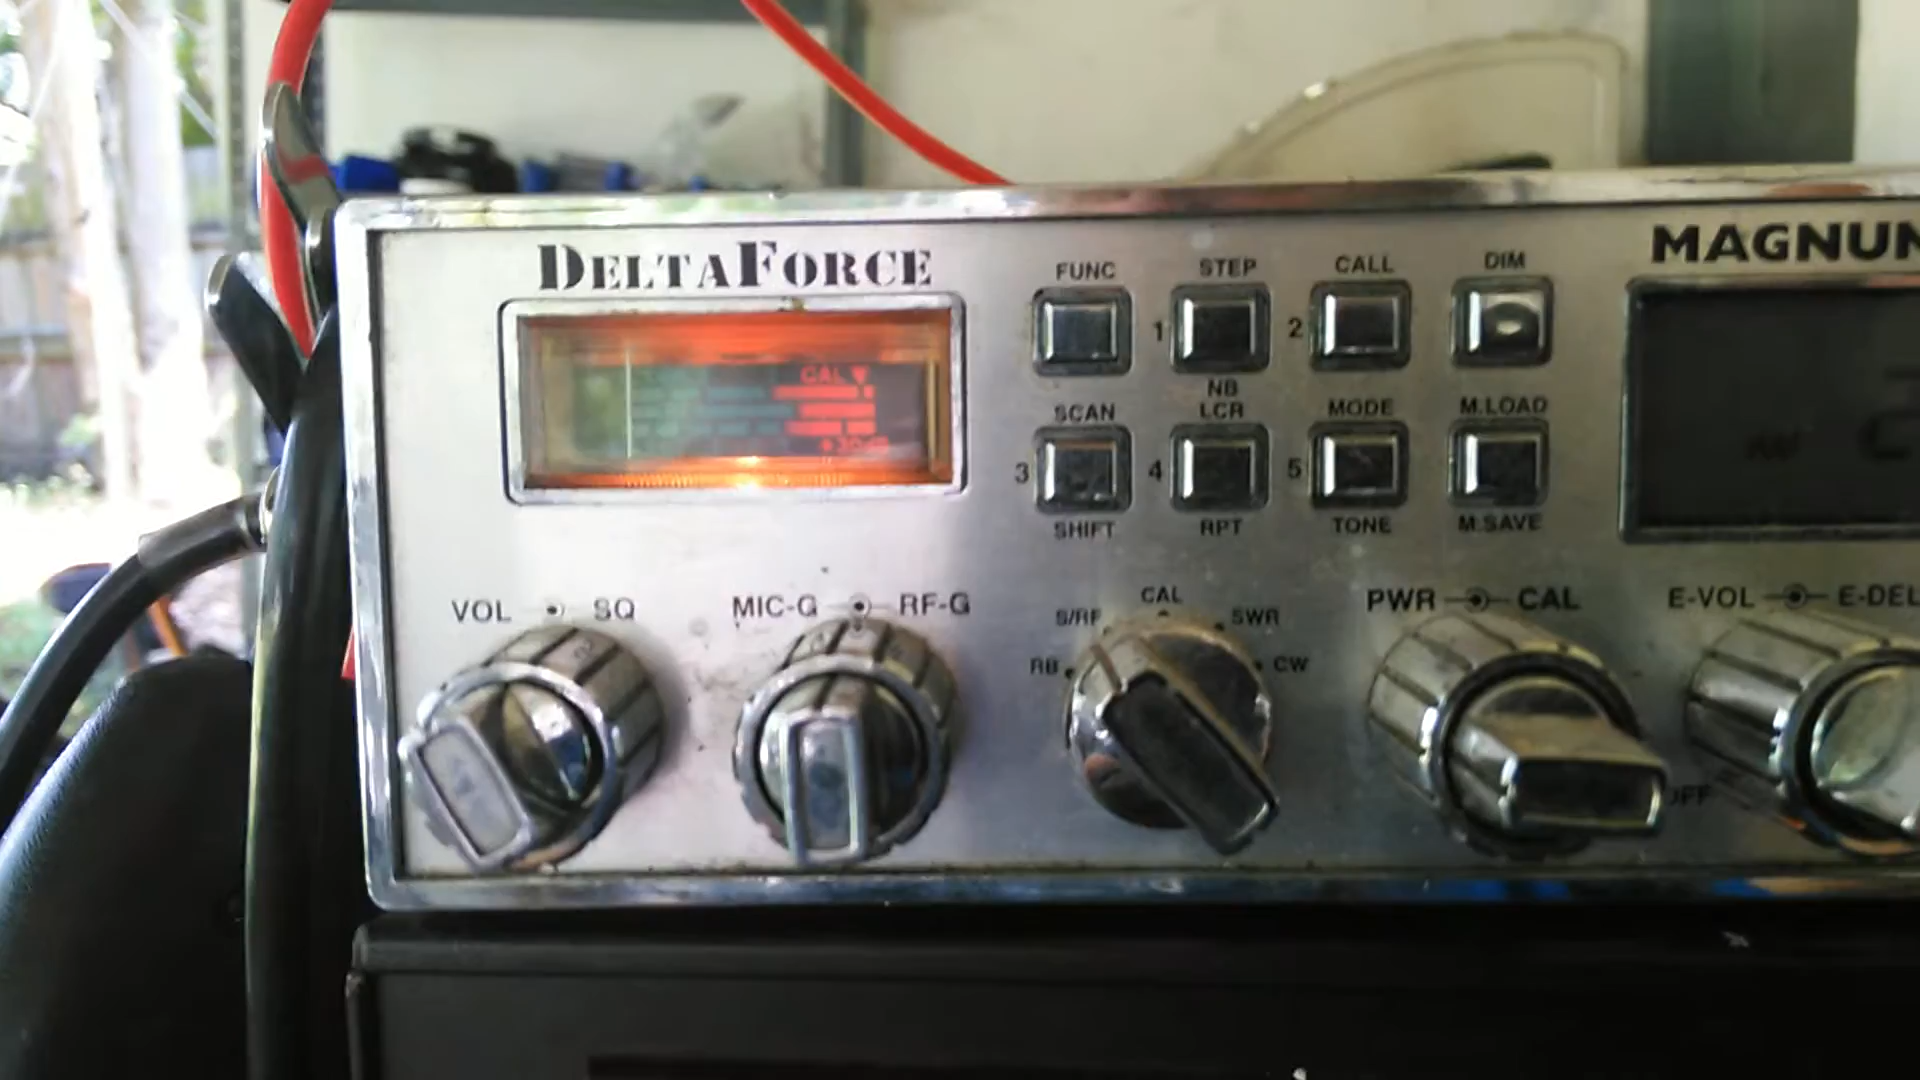 DELTAFORCE
MAGNUM
FUNC STEP CALL DIM
1 2
NB
SCAN LCR MODE M.LOAD
3 4 5
SHIFT RPT TONE M.SAVE
CAL
VOL SQ MIC-G RF-G
CAL
S/RF SWR
RB CW
PWR CAL
E-VOL E-DEL
OFF